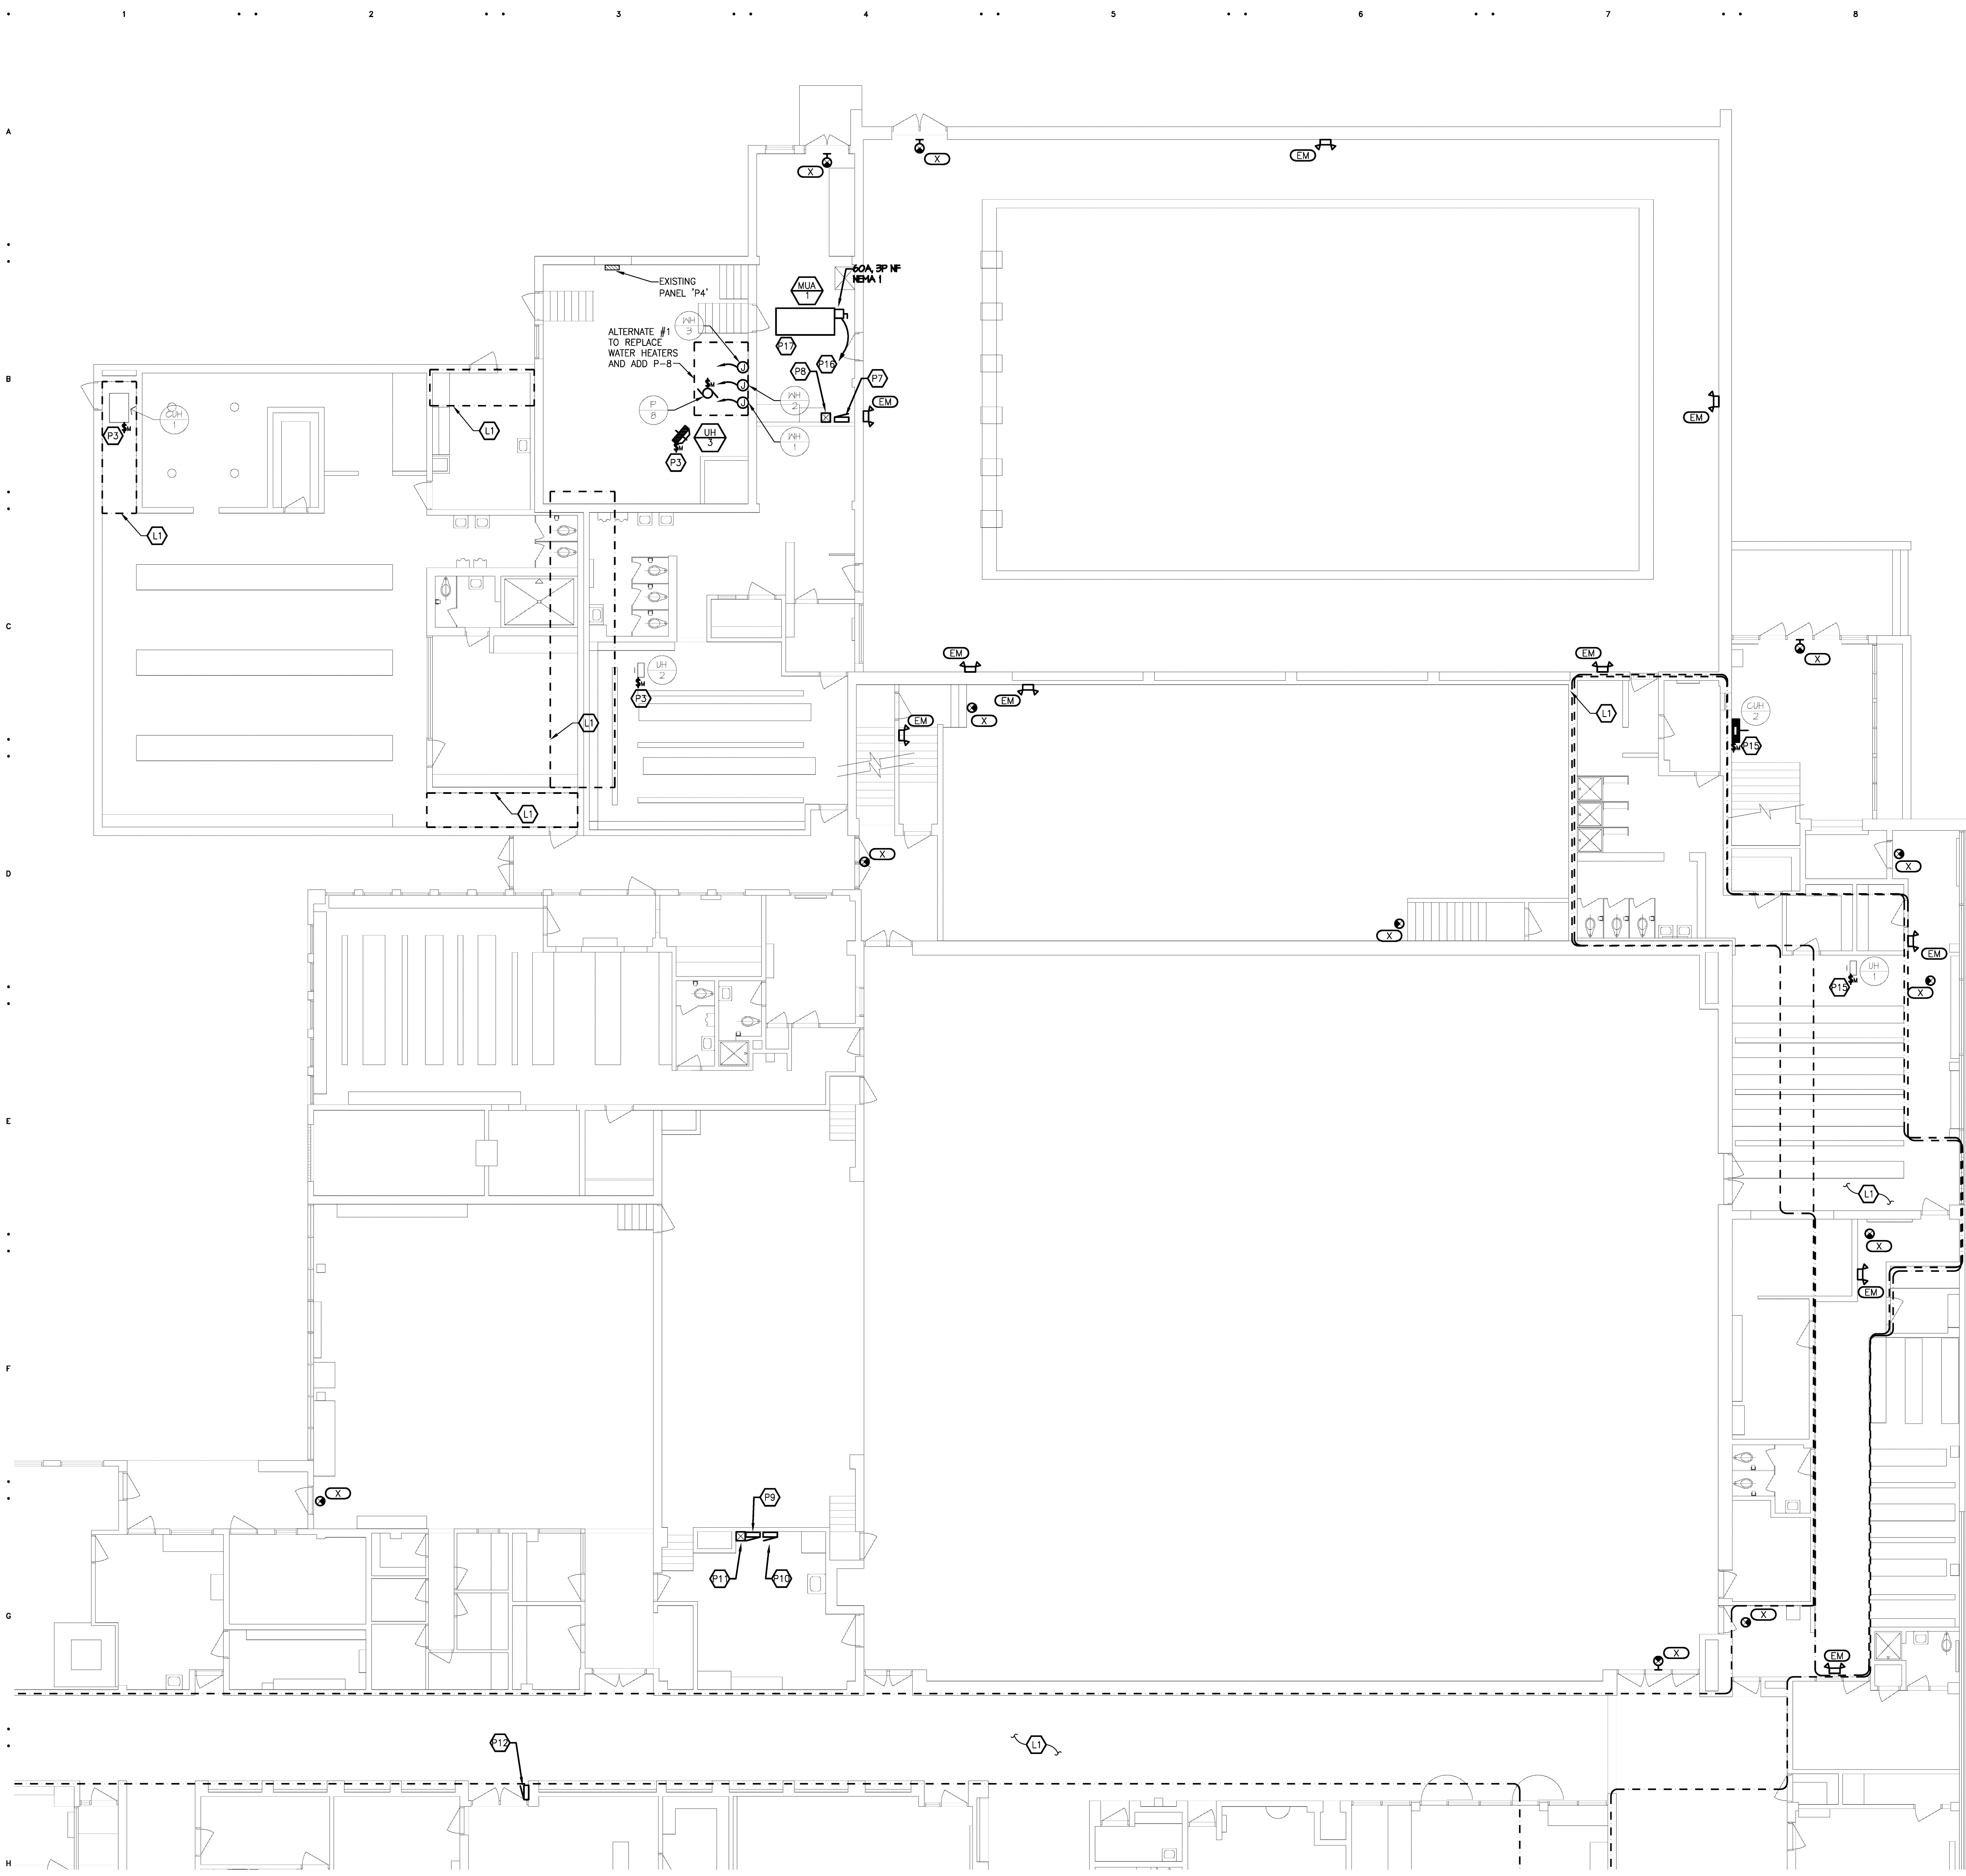 1 2 3 4 5 6 7 8
A
X
X
EM
EXISTING
PANEL 'P4'
MUA
1
60A, 3P NF
NEMA 1
ALTERNATE #1
TO REPLACE
WATER HEATERS
AND ADD P-8
WH
3
P17
P16
B
P8
P7
J
J
J
$M
P
8
WH
2
EM
EM
CUH
1
P3
$M
L1
UH
3
WH
1
$M
P3
L1
C
EM
EM
X
UH
2
$M
P3
EM
X
L1
CUH
2
EM
L1
$M
P15
L1
D
X
X
X
EM
UH
1
P15
$M
X
E
L1
X
EM
F
X
P9
P11
P10
G
X
X
EM
P12
L1
H